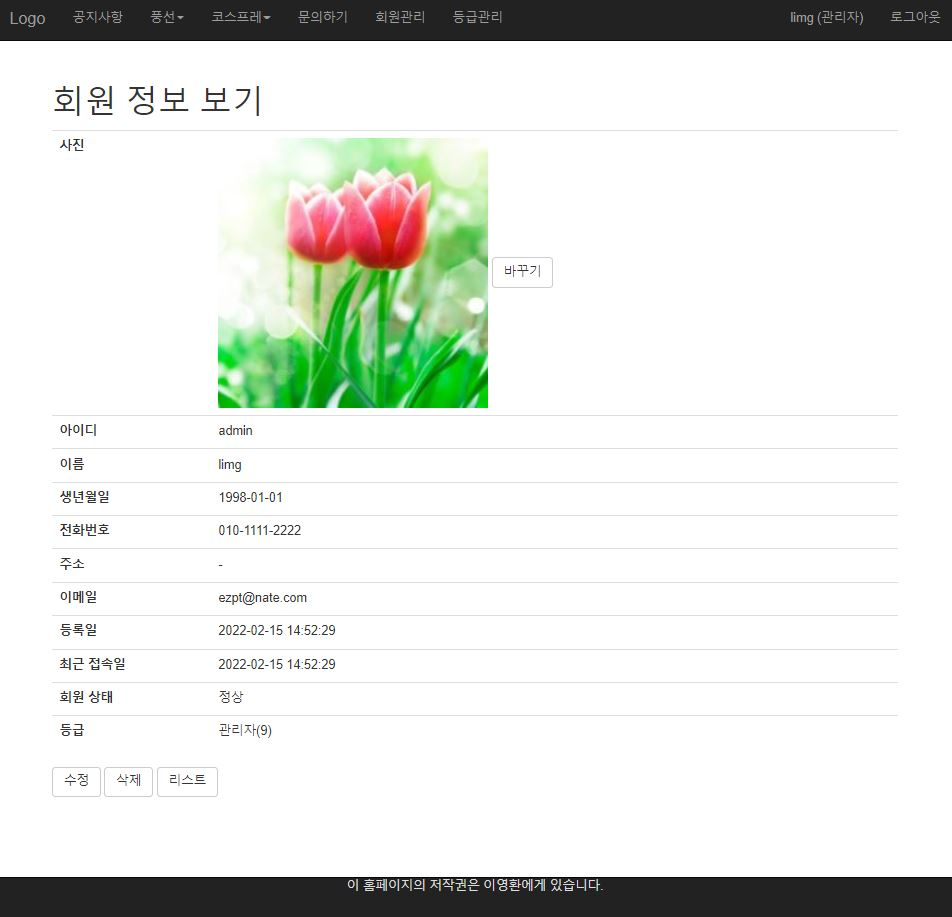 Logo 공지사항 풍선 코스프레 문의하기 회원관리 등급관리 limg (관리자) 로그아웃
회원 정보 보기
사진
바꾸기
아이디 admin
이름 limg
생년월일 1998-01-01
전화번호 010-1111-2222
주소 -
이메일 ezpt@nate.com
등록일 2022-02-15 14:52:29
최근 접속일 2022-02-15 14:52:29
회원 상태 정상
등급 관리자(9)
수정 삭제 리스트
이 홈페이지의 저작권은 이영환에게 있습니다.